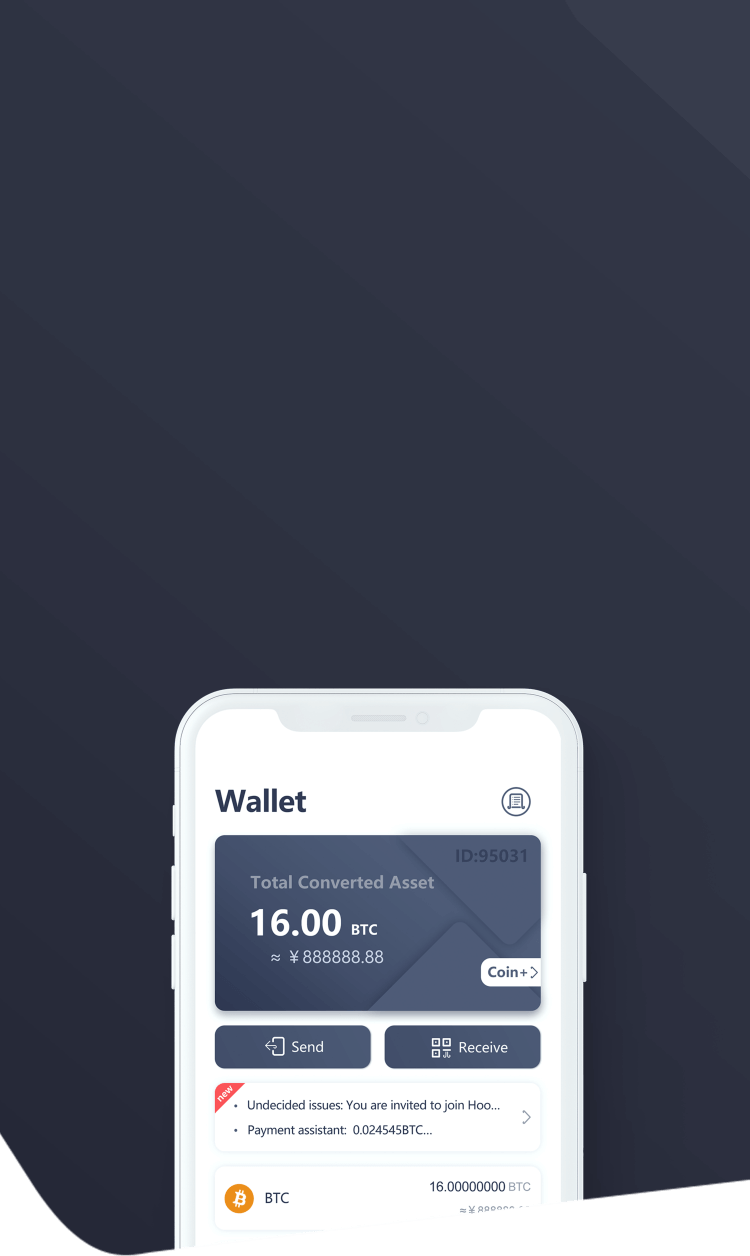 Wallet
ID:95031
Total Converted Asset
16.00 BTC
≈ ¥888888.88
Coin+
Send
Receive
new
• Undecided issues: You are invited to join Hoo...
• Payment assistant: 0.024545BTC...
BTC
16.00000000 BTC